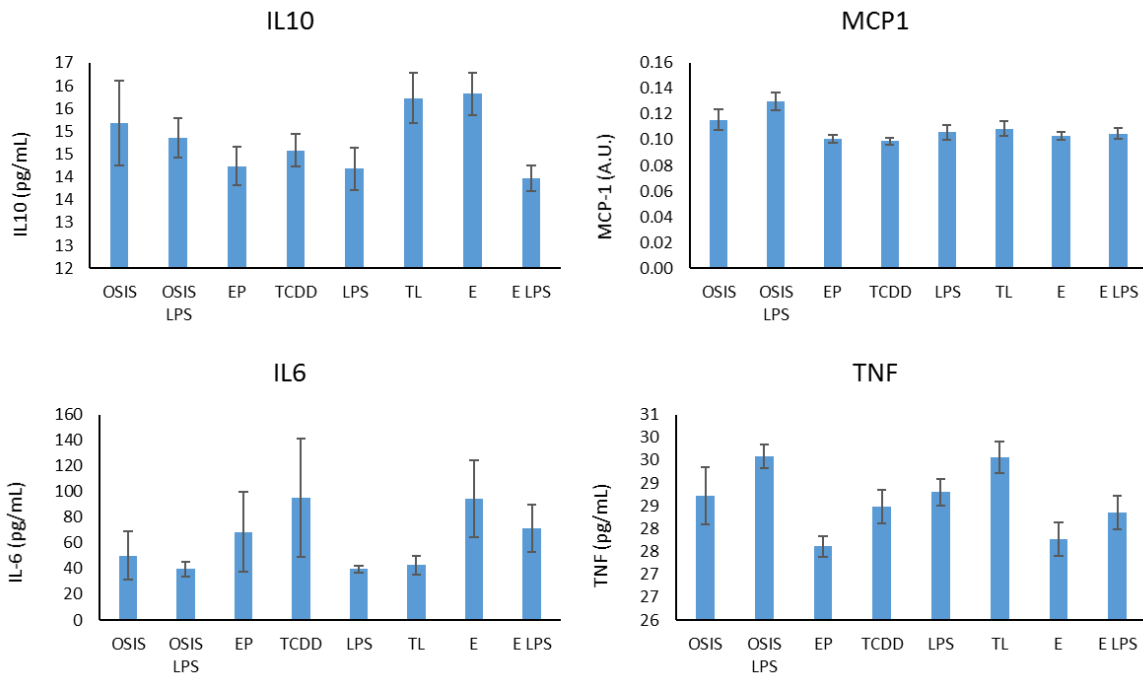 IL10
IL10 (pg/mL)
17
16
16
15
15
14
14
13
13
12
OSIS
OSIS LPS
EP
TCDD
LPS
TL
E
E LPS
MCP1
MCP-1 (A.U.)
0.16
0.14
0.12
0.10
0.08
0.06
0.04
0.02
0.00
OSIS
OSIS LPS
EP
TCDD
LPS
TL
E
E LPS
IL6
IL-6 (pg/mL)
160
140
120
100
80
60
40
20
0
OSIS
OSIS LPS
EP
TCDD
LPS
TL
E
E LPS
TNF
TNF (pg/mL)
31
30
30
29
29
28
28
27
27
26
OSIS
OSIS LPS
EP
TCDD
LPS
TL
E
E LPS